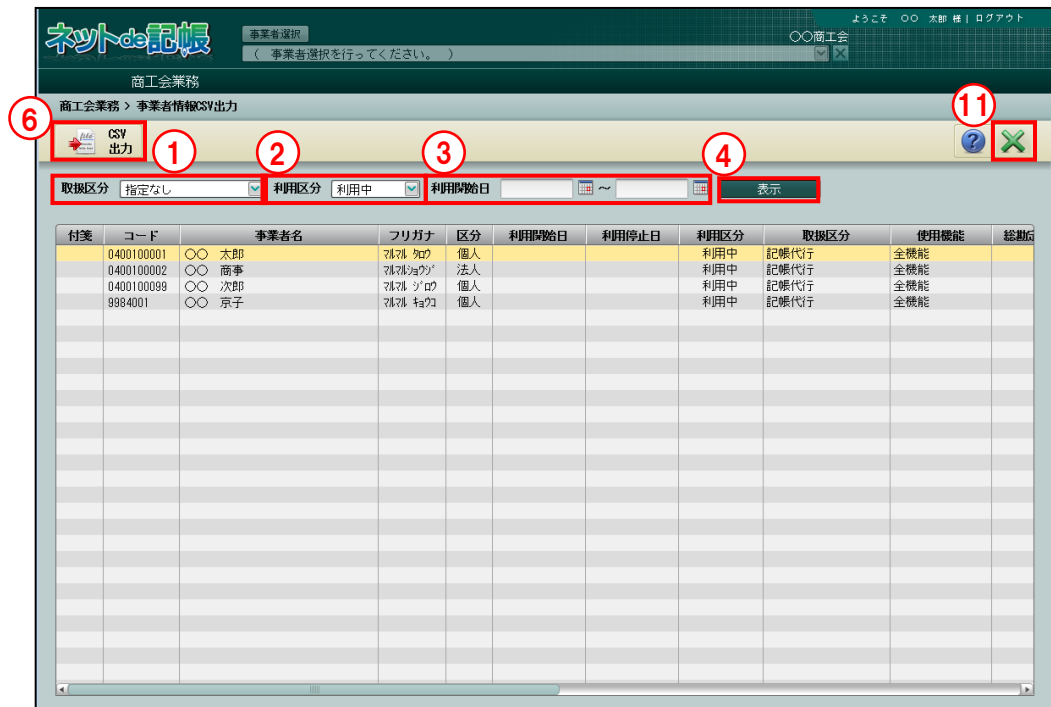 ようこそ 〇〇 太郎 様 | ログアウト
ネットde記帳
事業者選択
〇〇商工会
( 事業者選択を行ってください。 )
商工会業務
商工会業務 > 事業者情報CSV出力
⑥
CSV
出力
⑪
①
②
③
④
取扱区分 指定なし 利用区分 利用中 利用開始日 ～ 表示
付箋 コード 事業者名 フリガナ 区分 利用開始日 利用停止日 利用区分 取扱区分 使用機能
0400100001 〇〇 太郎 ﾏﾙﾏﾙ ﾀﾛｳ 個人 利用中 記帳代行 全機能
0400100002 〇〇 商事 ﾏﾙﾏﾙｼｮｳｼﾞ 法人 利用中 記帳代行 全機能
0400100099 〇〇 次郎 ﾏﾙﾏﾙ ｼﾞﾛｳ 個人 利用中 記帳代行 全機能
9984001 〇〇 京子 ﾏﾙﾏﾙ ｷｮｳｺ 個人 利用中 記帳代行 全機能